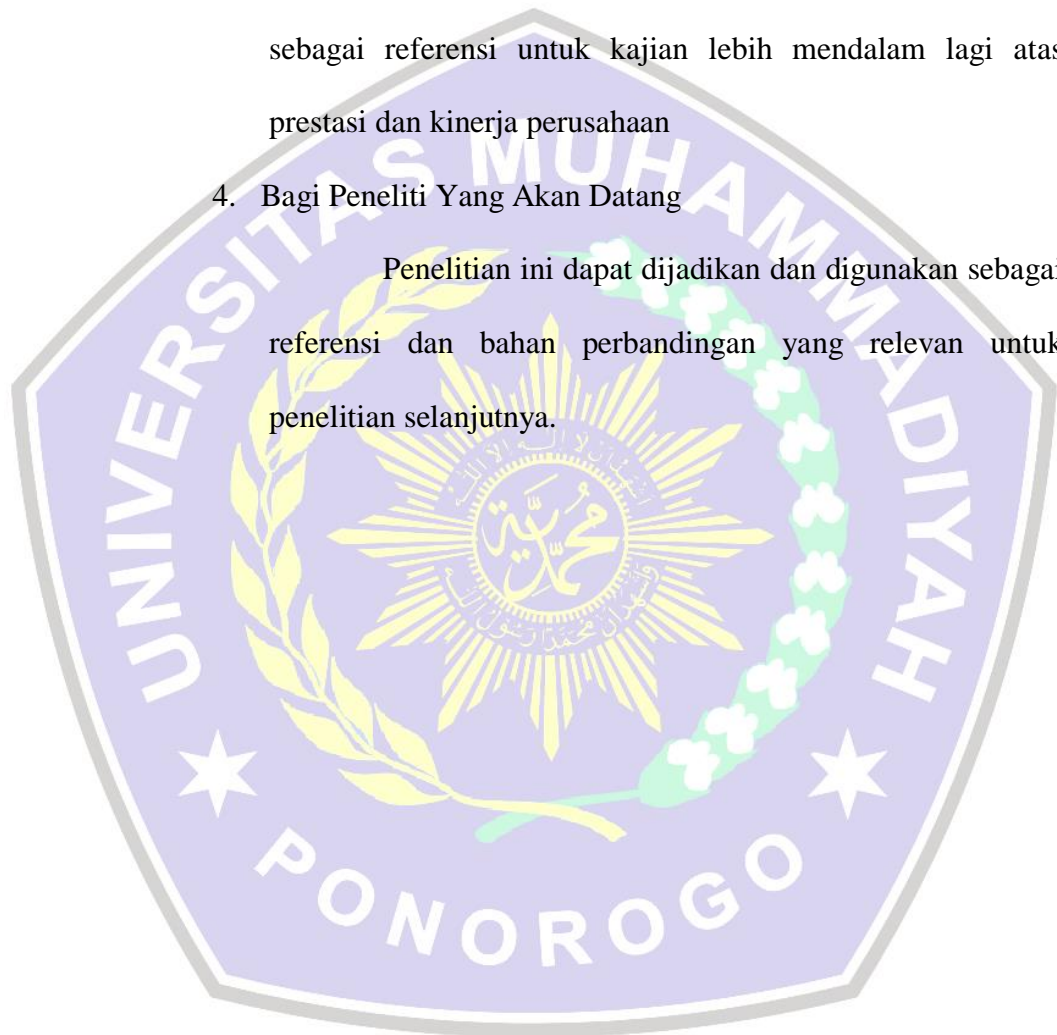 sebagai referensi untuk kajian lebih mendalam lagi atas
prestasi dan kinerja perusahaan
4. Bagi Peneliti Yang Akan Datang
Penelitian ini dapat dijadikan dan digunakan sebagai
referensi dan bahan perbandingan yang relevan untuk
penelitian selanjutnya.
UNIVERSITAS MUHAMMADIYAH
PONOROGO
محمدية